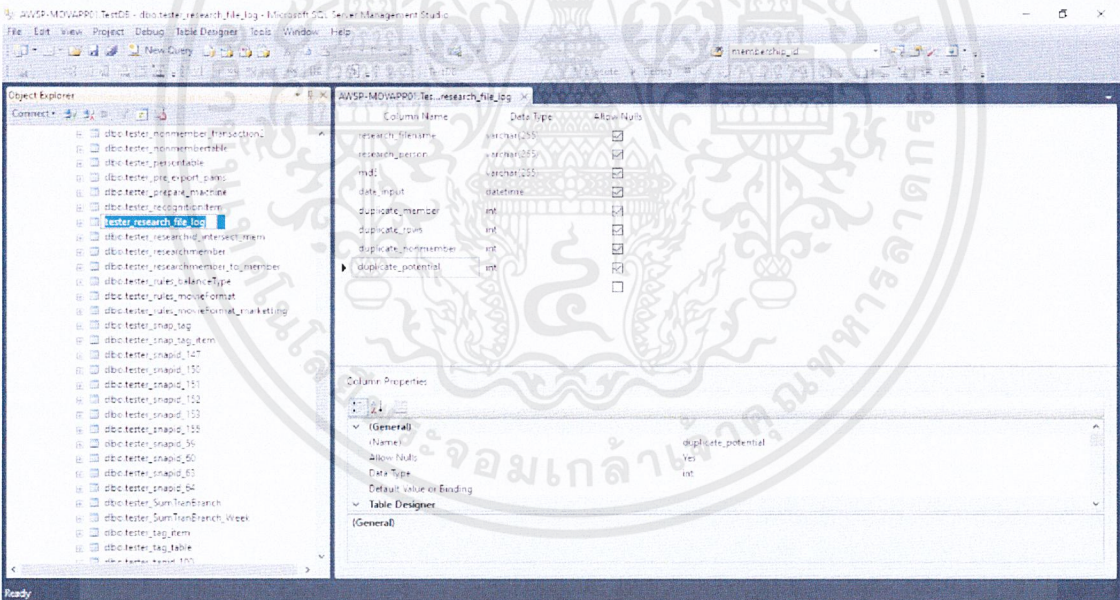 AWSP-MOVAPP01.TestDB - dbo.tester_research_file_log - Microsoft SQL Server Management Studio
File Edit View Project Debug Table Designer Tools Window Help
New Query
membership_id
Object Explorer
AWSP-MOVAPP01.Tes...research_file_log
Connect
Column Name Data Type Allow Nulls
dbo.tester_nonmember_transaction2
dbo.tester_nonmembertable
dbo.tester_persontable
dbo.tester_pre_export_pams
dbo.tester_prepare_machine
dbo.tester_recognitionItem
tester_research_file_log
dbo.tester_researchid_intersect_mem
dbo.tester_researchmember
dbo.tester_researchmember_to_member
dbo.tester_rules_balanceType
dbo.tester_rules_movieFormat
dbo.tester_rules_movieFormat_marketting
dbo.tester_snap_tag
dbo.tester_snap_tag_item
dbo.tester_snapid_147
dbo.tester_snapid_150
dbo.tester_snapid_151
dbo.tester_snapid_152
dbo.tester_snapid_153
dbo.tester_snapid_155
dbo.tester_snapid_59
dbo.tester_snapid_60
dbo.tester_snapid_63
dbo.tester_snapid_64
dbo.tester_SumTranBranch
dbo.tester_SumTranBranch_Week
dbo.tester_tag_item
dbo.tester_tag_table
research_filename varchar(255)
research_person varchar(255)
md5 varchar(255)
date_input datetime
duplicate_member int
duplicate_rows int
duplicate_nonmember int
duplicate_potential int
Column Properties
(General)
(Name) duplicate_potential
Allow Nulls Yes
Data Type int
Default Value or Binding
Table Designer
(General)
Ready